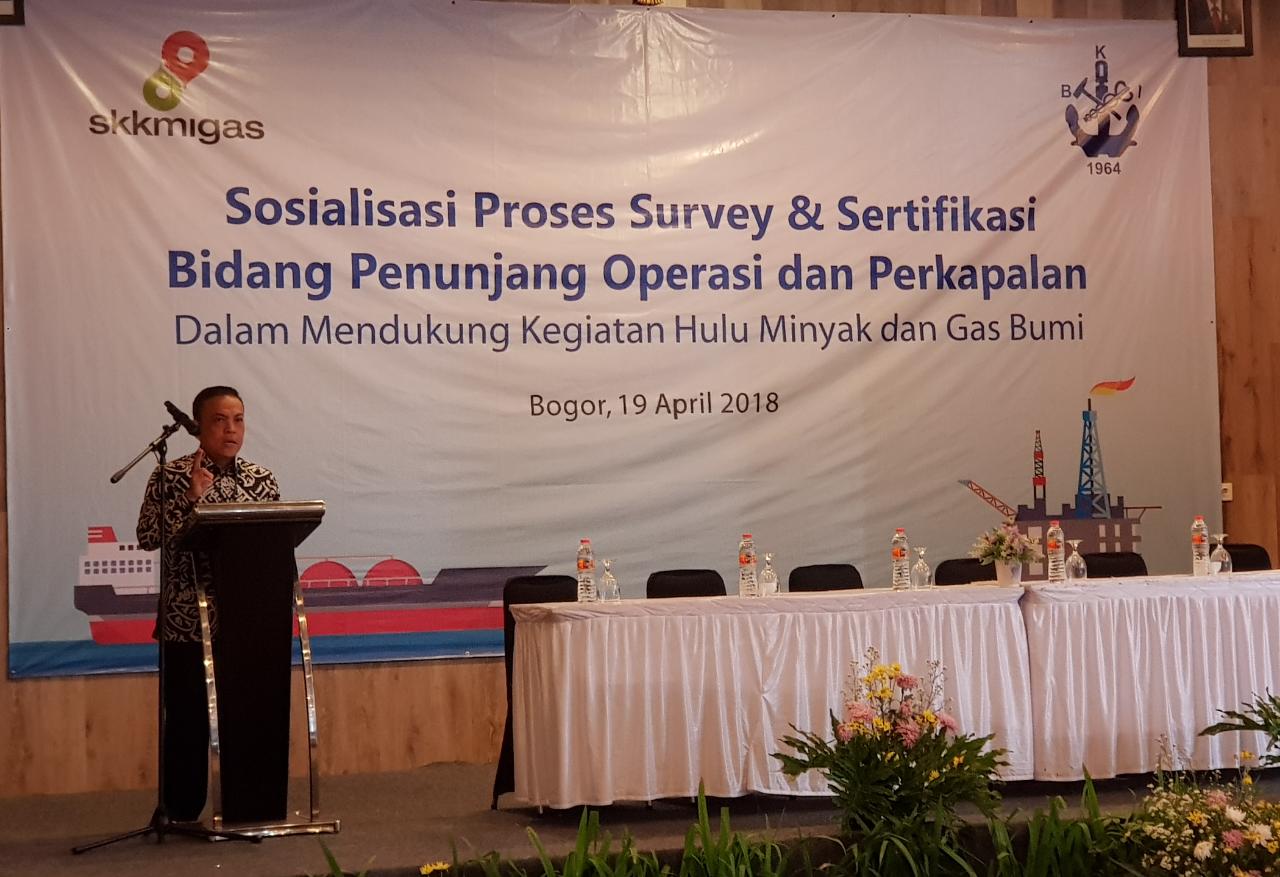 skkmigas
K
B I
1964
Sosialisasi Proses Survey & Sertifikasi
Bidang Penunjang Operasi dan Perkapalan
Dalam Mendukung Kegiatan Hulu Minyak dan Gas Bumi
Bogor, 19 April 2018